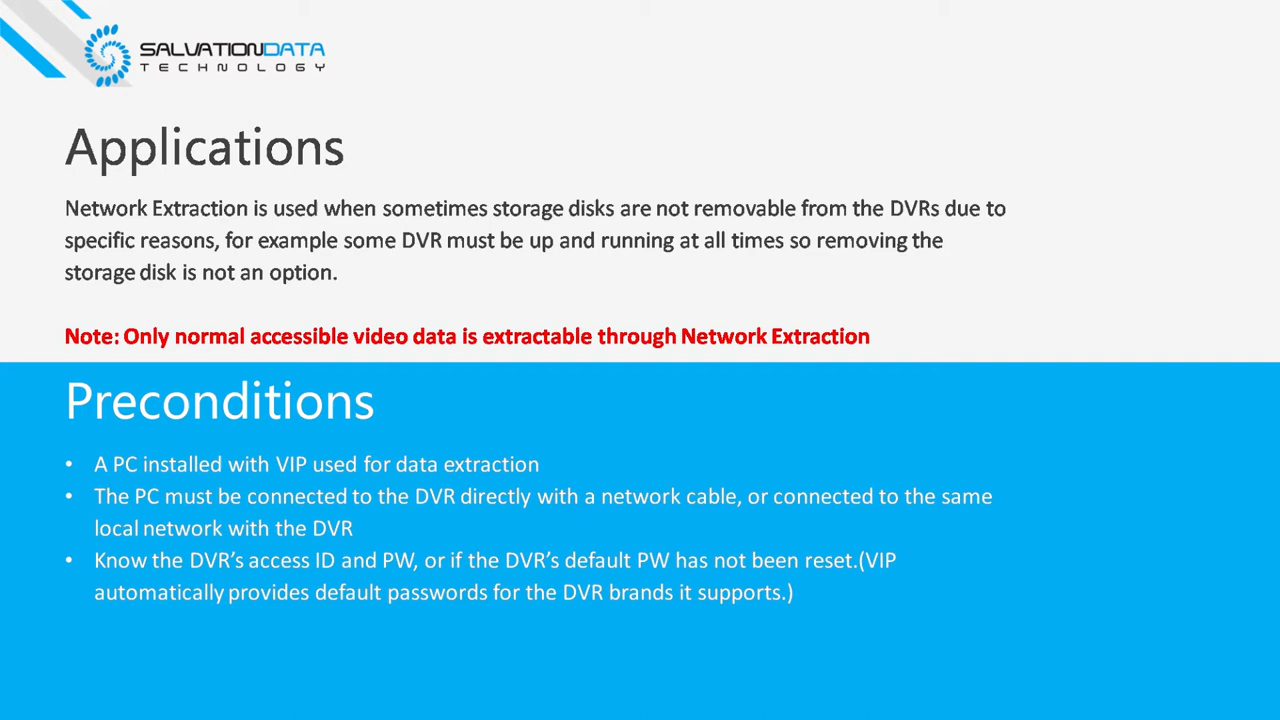 SALVATIONDATA
TECHNOLOGY
Applications
Network Extraction is used when sometimes storage disks are not removable from the DVRs due to
specific reasons, for example some DVR must be up and running at all times so removing the
storage disk is not an option.
Note: Only normal accessible video data is extractable through Network Extraction
Preconditions
• A PC installed with VIP used for data extraction
• The PC must be connected to the DVR directly with a network cable, or connected to the same
local network with the DVR
• Know the DVR’s access ID and PW, or if the DVR’s default PW has not been reset.(VIP
automatically provides default passwords for the DVR brands it supports.)